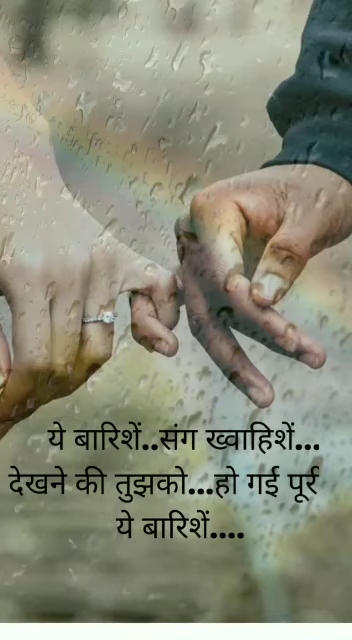 ये बारिशें..संग ख्वाहिशें...
देखने की तुझको...हो गई पूर्र
ये बारिशें....